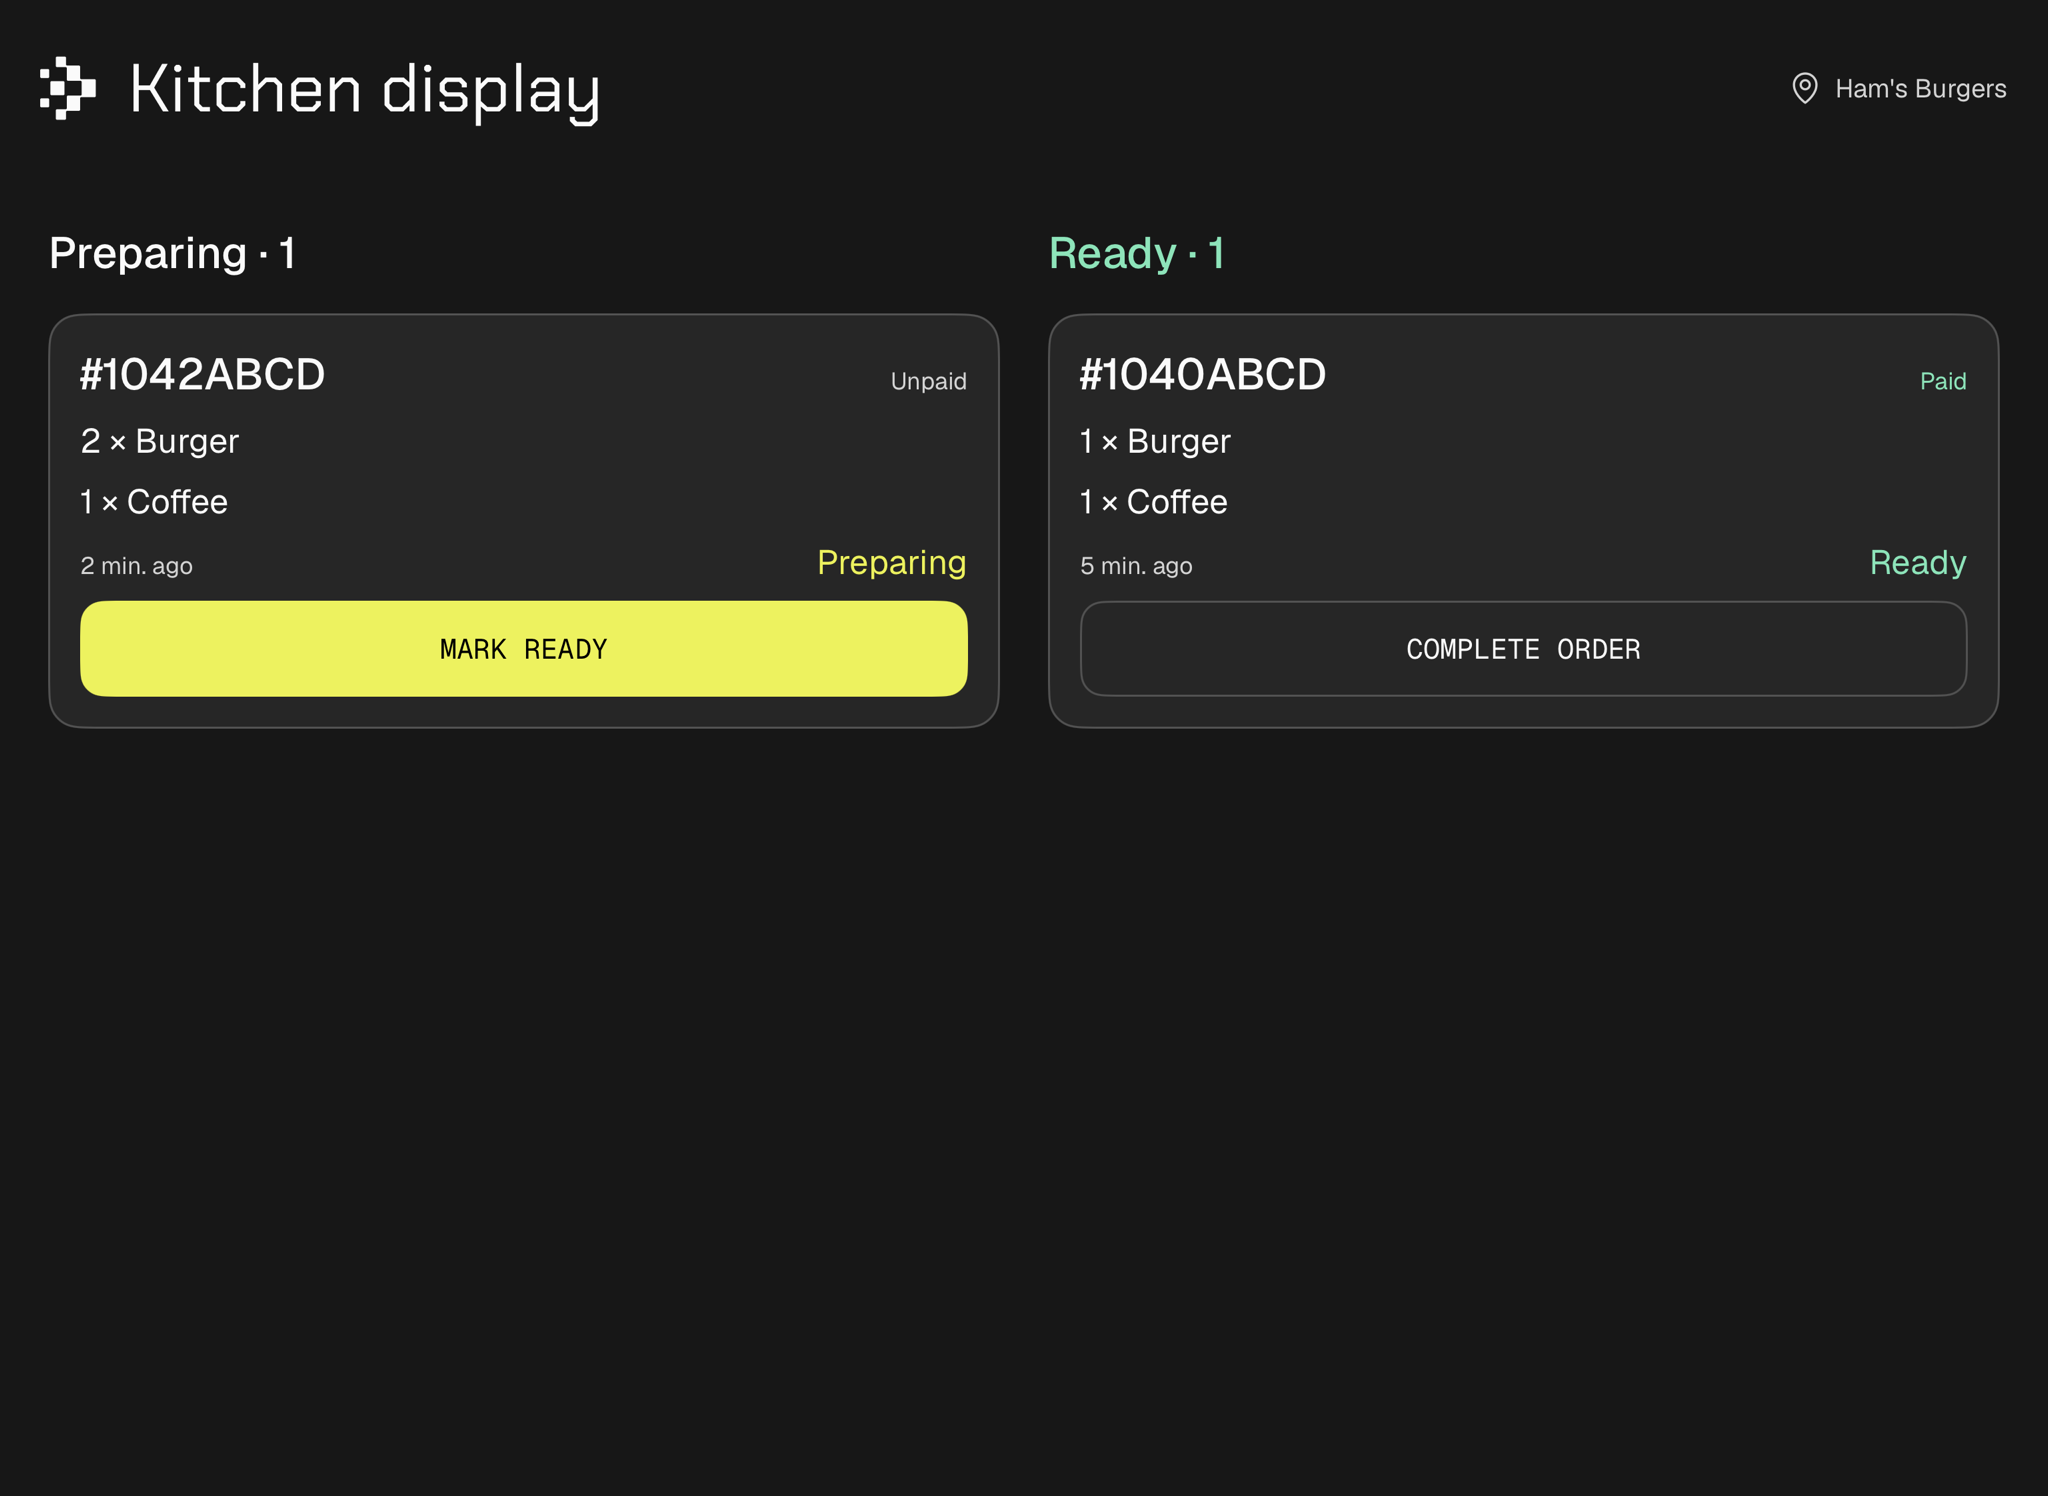 Kitchen display
Ham's Burgers
Preparing · 1
#1042ABCD
Unpaid
2 × Burger
1 × Coffee
2 min. ago
Preparing
MARK READY
Ready · 1
#1040ABCD
Paid
1 × Burger
1 × Coffee
5 min. ago
Ready
COMPLETE ORDER